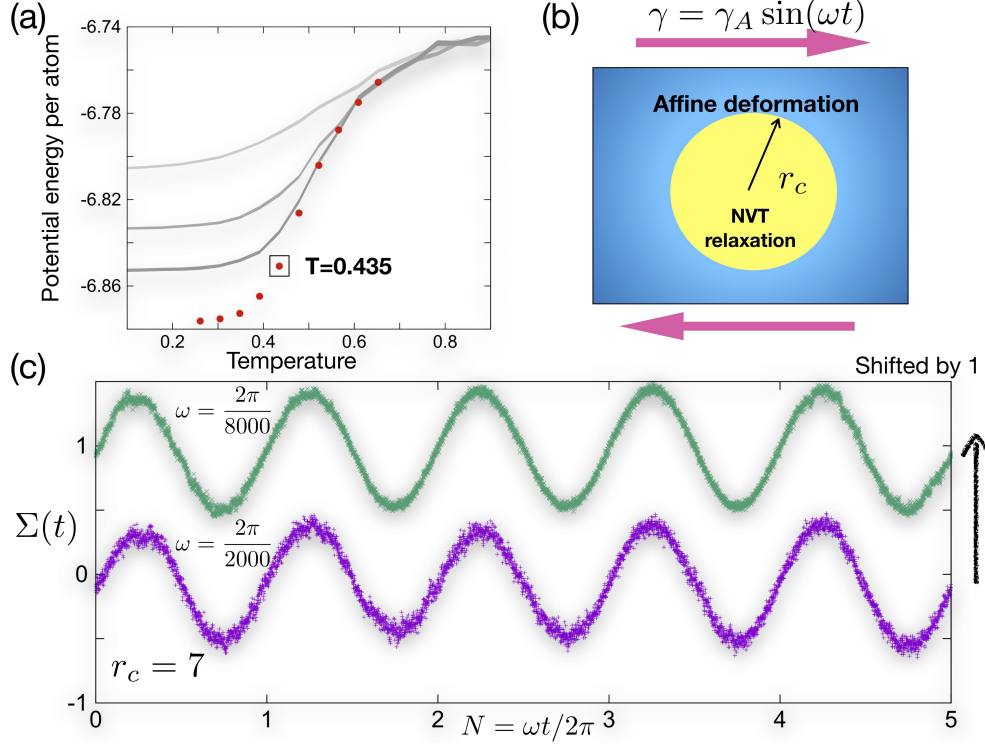 (a)
-6.74
-6.78
-6.82
-6.86
Potential energy per atom
T=0.435
0.2
0.4
0.6
0.8
Temperature
(b)
γ = γ_A sin(ωt)
Affine deformation
r_c
NVT
relaxation
(c)
Shifted by 1
ω = 2π/8000
ω = 2π/2000
Σ(t)
1
0
-1
r_c = 7
0
1
2
3
4
5
N = ωt/2π